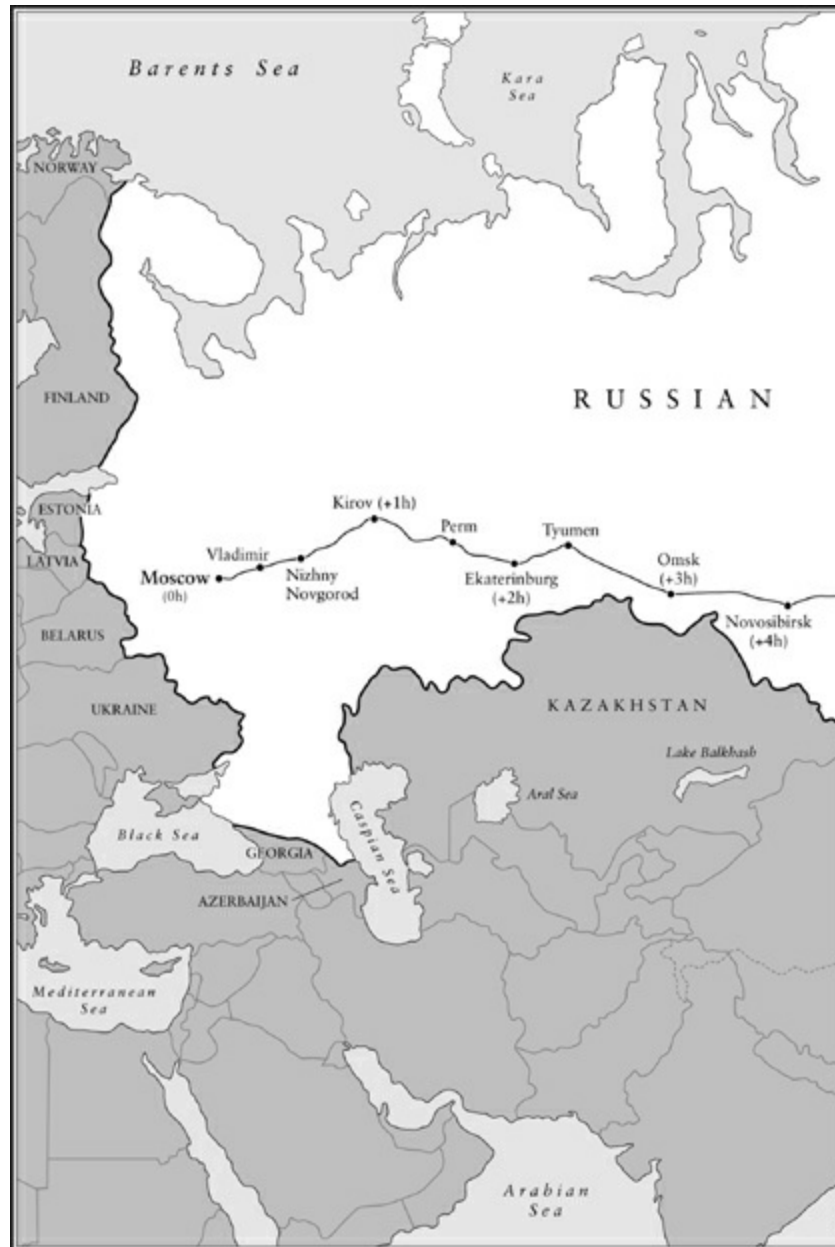 Barents Sea
Kara
Sea
NORWAY
FINLAND
RUSSIAN
ESTONIA
LATVIA
BELARUS
UKRAINE
Kirov (+1h)
Perm
Tyumen
Vladimir
Moscow
(0h)
Nizhny
Novgorod
Ekaterinburg
(+2h)
Omsk
(+3h)
Novosibirsk
(+4h)
KAZAKHSTAN
Lake Balkhash
Aral Sea
Caspian Sea
Black Sea
GEORGIA
AZERBAIJAN
Mediterranean
Sea
Arabian
Sea